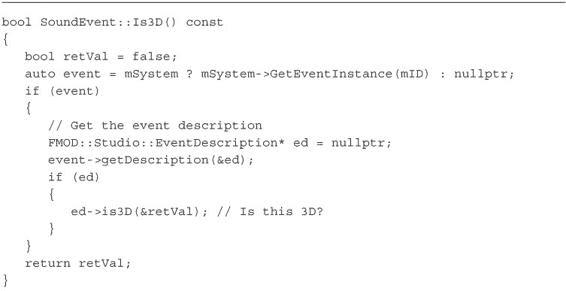 bool SoundEvent::Is3D() const
{
   bool retVal = false;
   auto event = mSystem ? mSystem->GetEventInstance(mID) : nullptr;
   if (event)
   {
      // Get the event description
      FMOD::Studio::EventDescription* ed = nullptr;
      event->getDescription(&ed);
      if (ed)
      {
         ed->is3D(&retVal); // Is this 3D?
      }
   }
   return retVal;
}